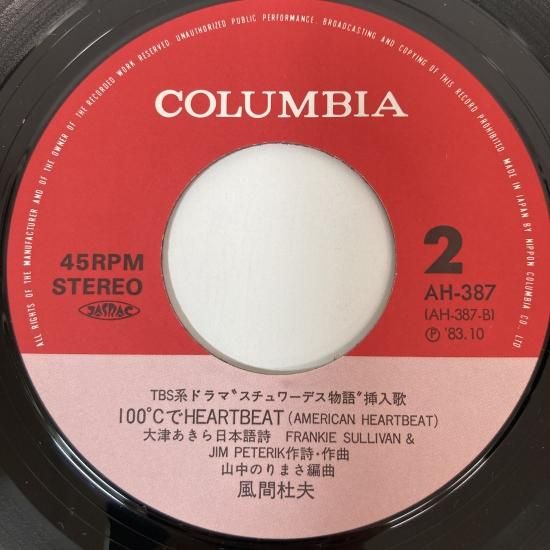 ALL RIGHTS OF THE MANUFACTURER AND OF THE OWNER OF THE RECORDED WORK RESERVED. UNAUTHORIZED PUBLIC PERFORMANCE, BROADCASTING AND COPYING OF THIS RECORD PROHIBITED. MADE IN JAPAN BY NIPPON COLUMBIA CO., LTD
COLUMBIA
45RPM
STEREO
JASRAC
2
AH-387
(AH-387-B)
Ⓟ '83.10
TBS系ドラマ“スチュワーデス物語”挿入歌
100℃でHEARTBEAT (AMERICAN HEARTBEAT)
大津あきら日本語詩 FRANKIE SULLIVAN &
JIM PETERIK作詩・作曲
山中のりまさ編曲
風間杜夫